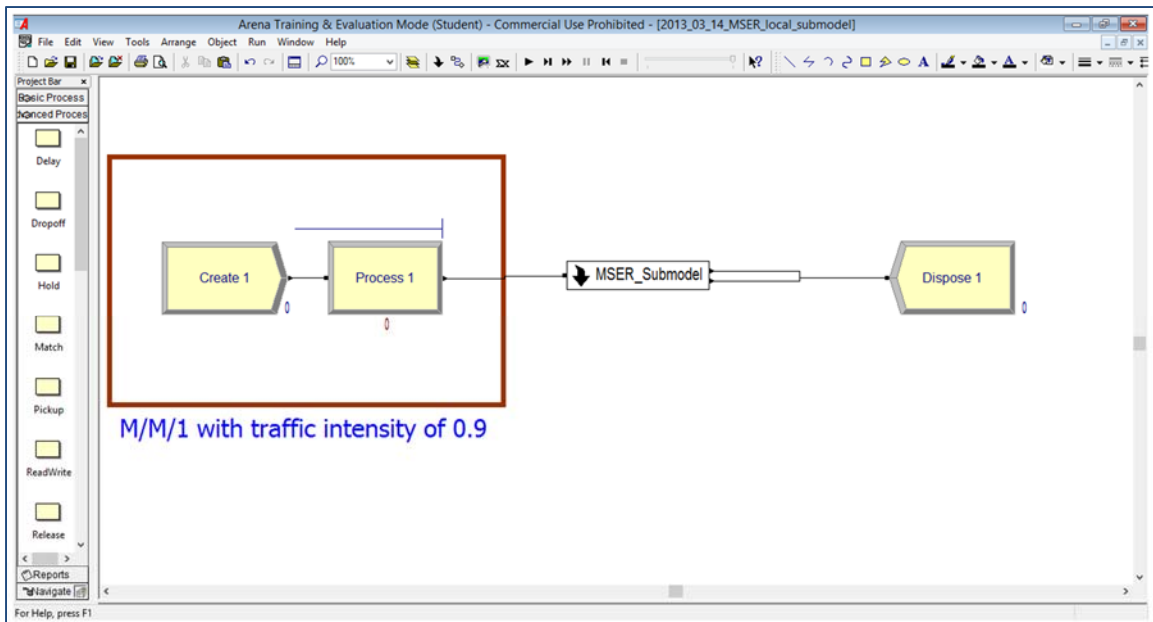 Arena Training & Evaluation Mode (Student) - Commercial Use Prohibited - [2013_03_14_MSER_local_submodel]
File Edit View Tools Arrange Object Run Window Help
100%
Project Bar
Basic Process
Proces
Delay
Dropoff
Hold
Match
Pickup
ReadWrite
Release
Reports
Navigate
Create 1
0
Process 1
0
MSER_Submodel
Dispose 1
0
M/M/1 with traffic intensity of 0.9
For Help, press F1